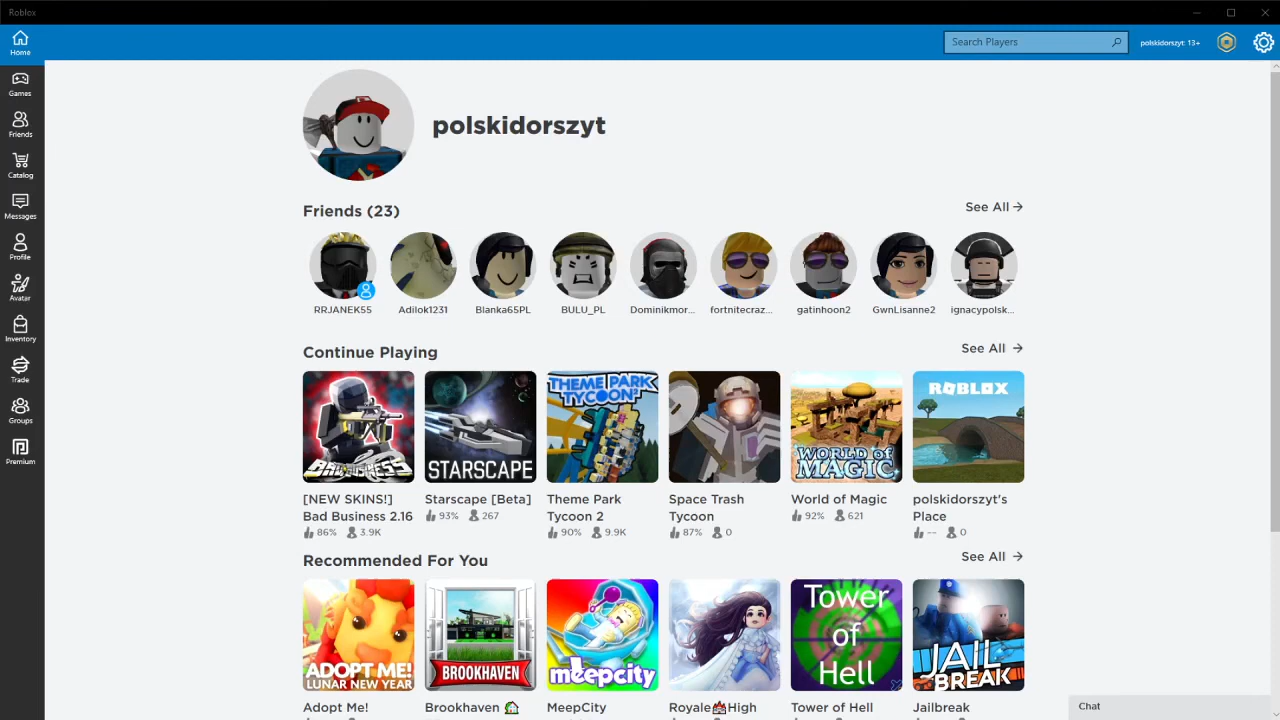 Roblox
Home
Search Players
polskidorszyt: 13+
Games
Friends
Catalog
Messages
Profile
Avatar
Inventory
Trade
Groups
Premium
polskidorszyt
Friends (23)
See All
RRJANEK55
Adilok1231
Blanka65PL
BULU_PL
Dominikmor...
fortnitecraz...
gatinhoon2
GwnLisanne2
ignacypolsk...
Continue Playing
See All
BAD BUSINESS
STARSCAPE
THEME PARK
TYCOON 2
WORLD of
MAGIC
ROBLOX
[NEW SKINS!]
Bad Business 2.16
86% 3.9K
Starscape [Beta]
93% 267
Theme Park
Tycoon 2
90% 9.9K
Space Trash
Tycoon
87% 0
World of Magic
92% 621
polskidorszyt's
Place
-- 0
Recommended For You
See All
ADOPT ME!
LUNAR NEW YEAR
BROOKHAVEN
meepcity
Tower
of
Hell
JAIL
BREAK
Adopt Me!
Brookhaven
MeepCity
Royale High
Tower of Hell
Jailbreak
Chat